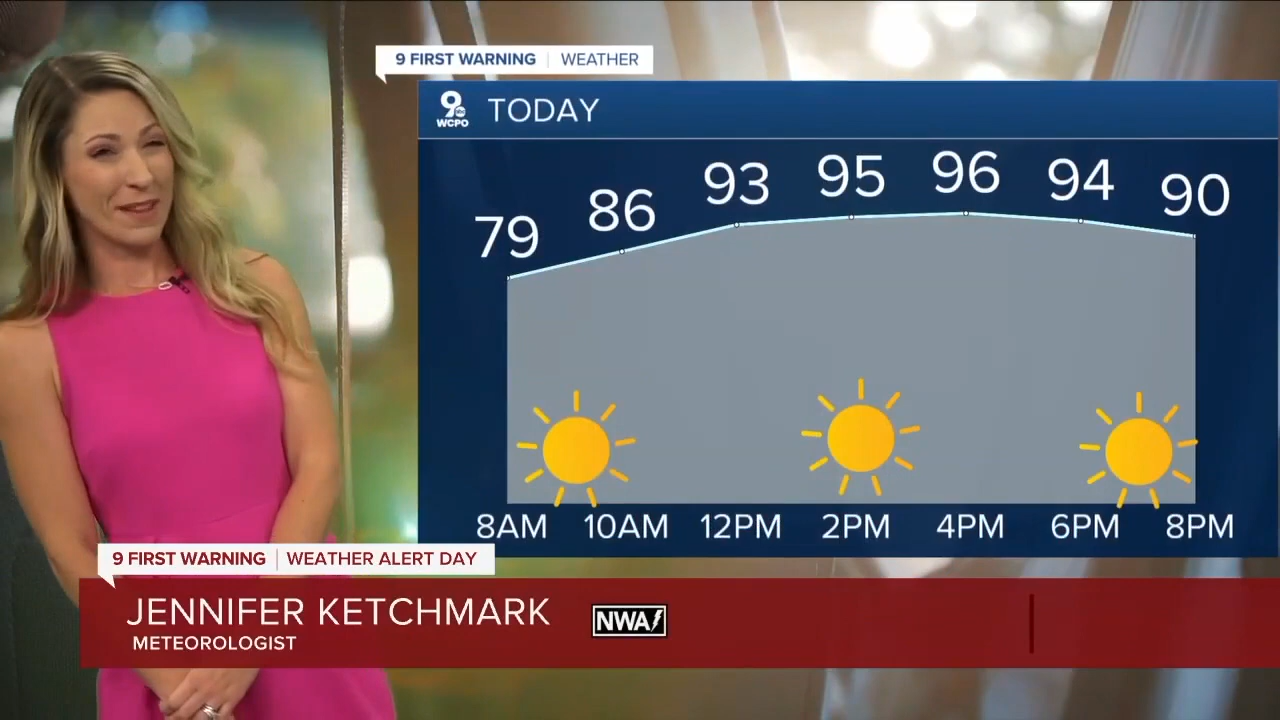 9 FIRST WARNING | WEATHER
9 abc WCPO TODAY
79 86 93 95 96 94 90
8AM 10AM 12PM 2PM 4PM 6PM 8PM
9 FIRST WARNING | WEATHER ALERT DAY
JENNIFER KETCHMARK
NWA
METEOROLOGIST